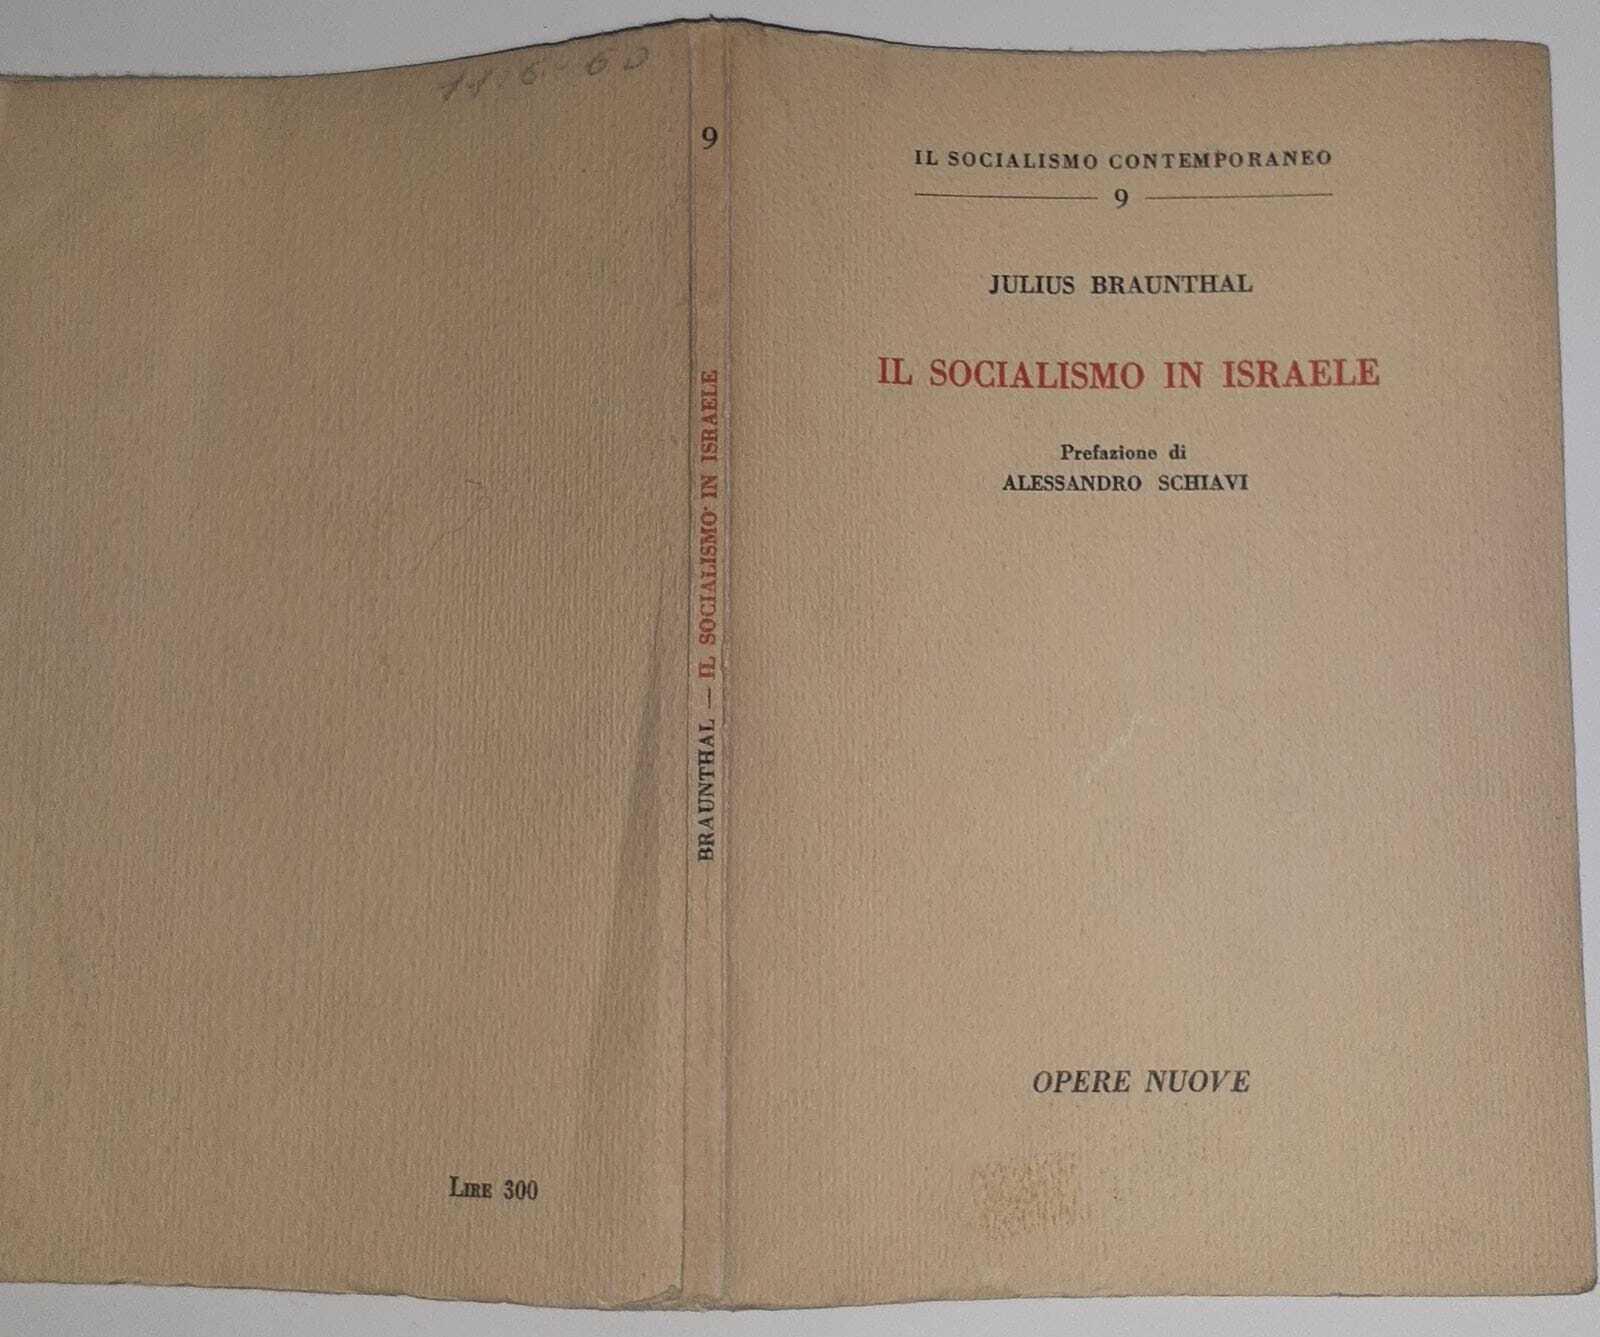 IL SOCIALISMO CONTEMPORANEO
9
JULIUS BRAUNTHAL
IL SOCIALISMO IN ISRAELE
Prefazione di
ALESSANDRO SCHIAVI
OPERE NUOVE
9
BRAUNTHAL — IL SOCIALISMO IN ISRAELE
LIRE 300